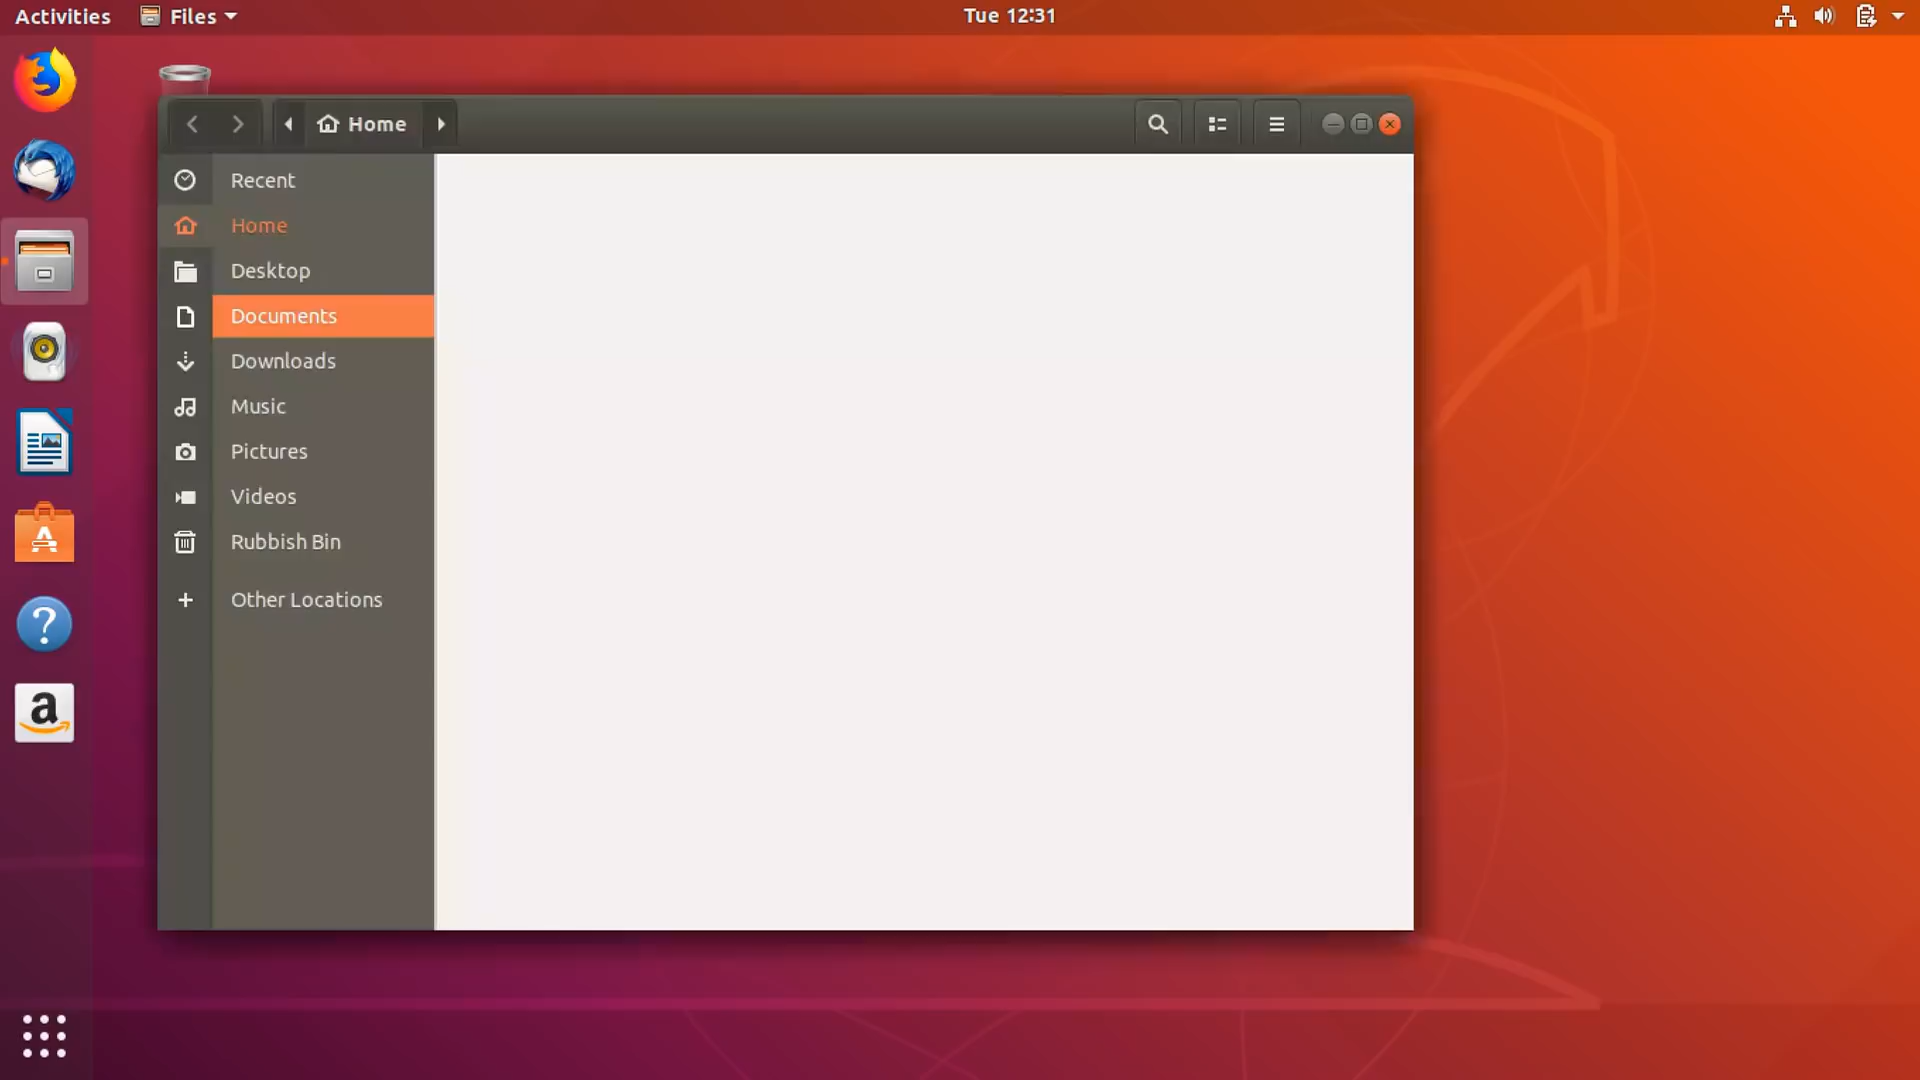 Activities Files Tue 12:31
Home
Recent
Home
Desktop
Documents
Downloads
Music
Pictures
Videos
Rubbish Bin
Other Locations